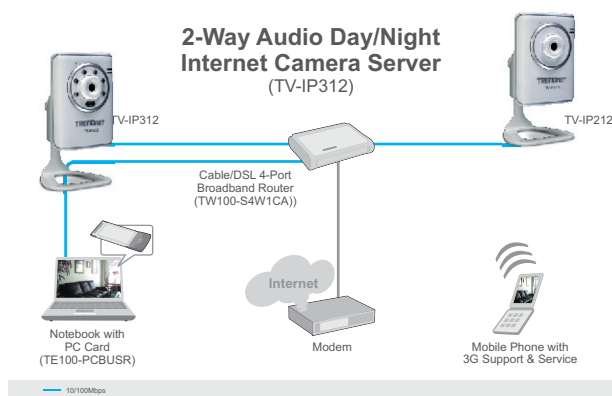 2-Way Audio Day/Night
Internet Camera Server
(TV-IP312)
TRENDnet
TV-IP312
TRENDnet
TV-IP212
Cable/DSL 4-Port
Broadband Router
(TW100-S4W1CA))
Internet
Notebook with
PC Card
(TE100-PCBUSR)
Modem
Mobile Phone with
3G Support & Service
10/100Mbps